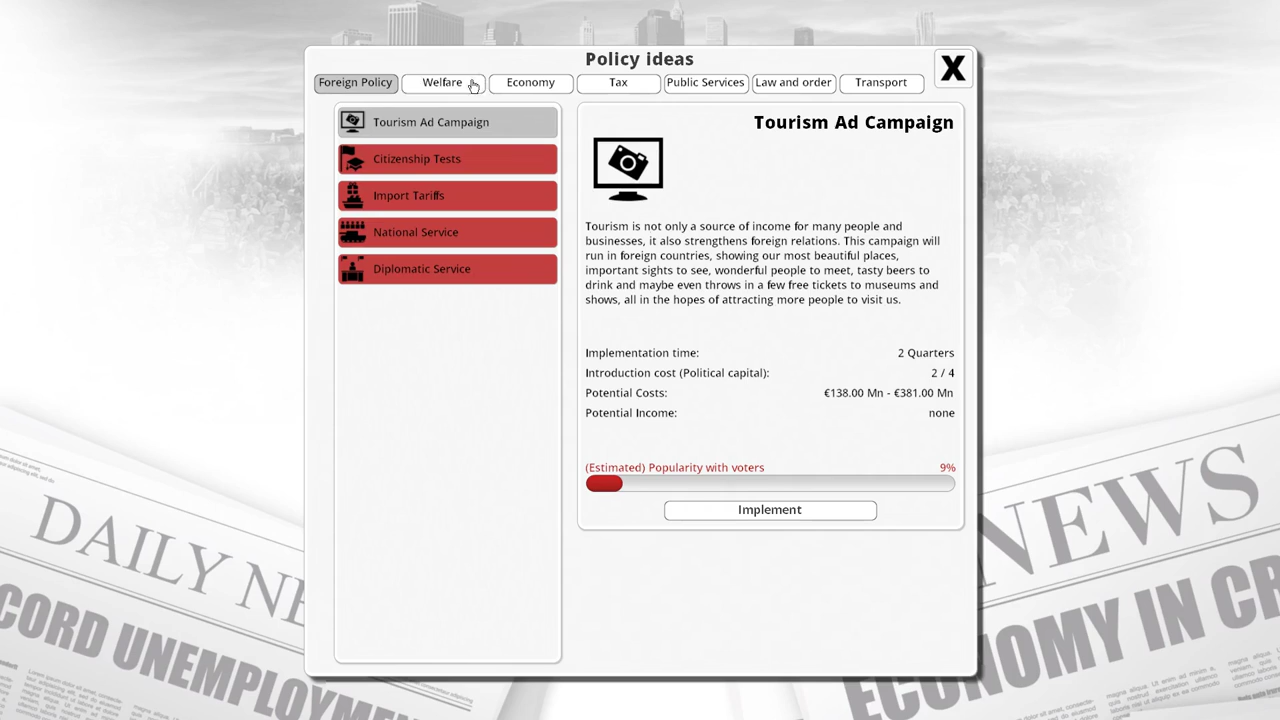 Policy ideas
X
Foreign Policy
Welfare
Economy
Tax
Public Services
Law and order
Transport
Tourism Ad Campaign
Citizenship Tests
Import Tariffs
National Service
Diplomatic Service
Tourism Ad Campaign
Tourism is not only a source of income for many people and
businesses, it also strengthens foreign relations. This campaign will
run in foreign countries, showing our most beautiful places,
important sights to see, wonderful people to meet, tasty beers to
drink and maybe even throws in a few free tickets to museums and
shows, all in the hopes of attracting more people to visit us.
Implementation time: 2 Quarters
Introduction cost (Political capital): 2 / 4
Potential Costs: €138.00 Mn - €381.00 Mn
Potential Income: none
(Estimated) Popularity with voters 9%
Implement
DAILY NE
CORD UNEMPLOYM
NEWS
ECONOMY IN CR